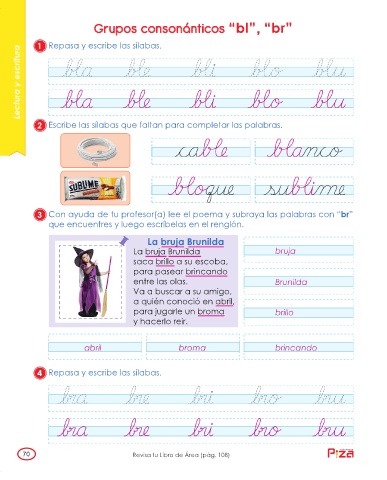 Grupos consonánticos "bl", "br"
Lectura y escritura
1 Repasa y escribe las sílabas.
bla ble bli blo blu
bla ble bli blo blu
2 Escribe las sílabas que faltan para completar las palabras.
cable blanco
SUBLIME
bloque sublime
3 Con ayuda de tu profesor(a) lee el poema y subraya las palabras con "br"
que encuentres y luego escríbelas en el renglón.
La bruja Brunilda
La bruja Brunilda
saca brillo a su escoba,
para pasear brincando
entre las olas.
Va a buscar a su amigo,
a quién conoció en abril,
para jugarle un broma
y hacerlo reír.
bruja
Brunilda
brillo
abril broma brincando
4 Repasa y escribe las sílabas.
bra bre bri bro bru
bra bre bri bro bru
70 Revisa tu Libro de Área (pág. 108)
Piza